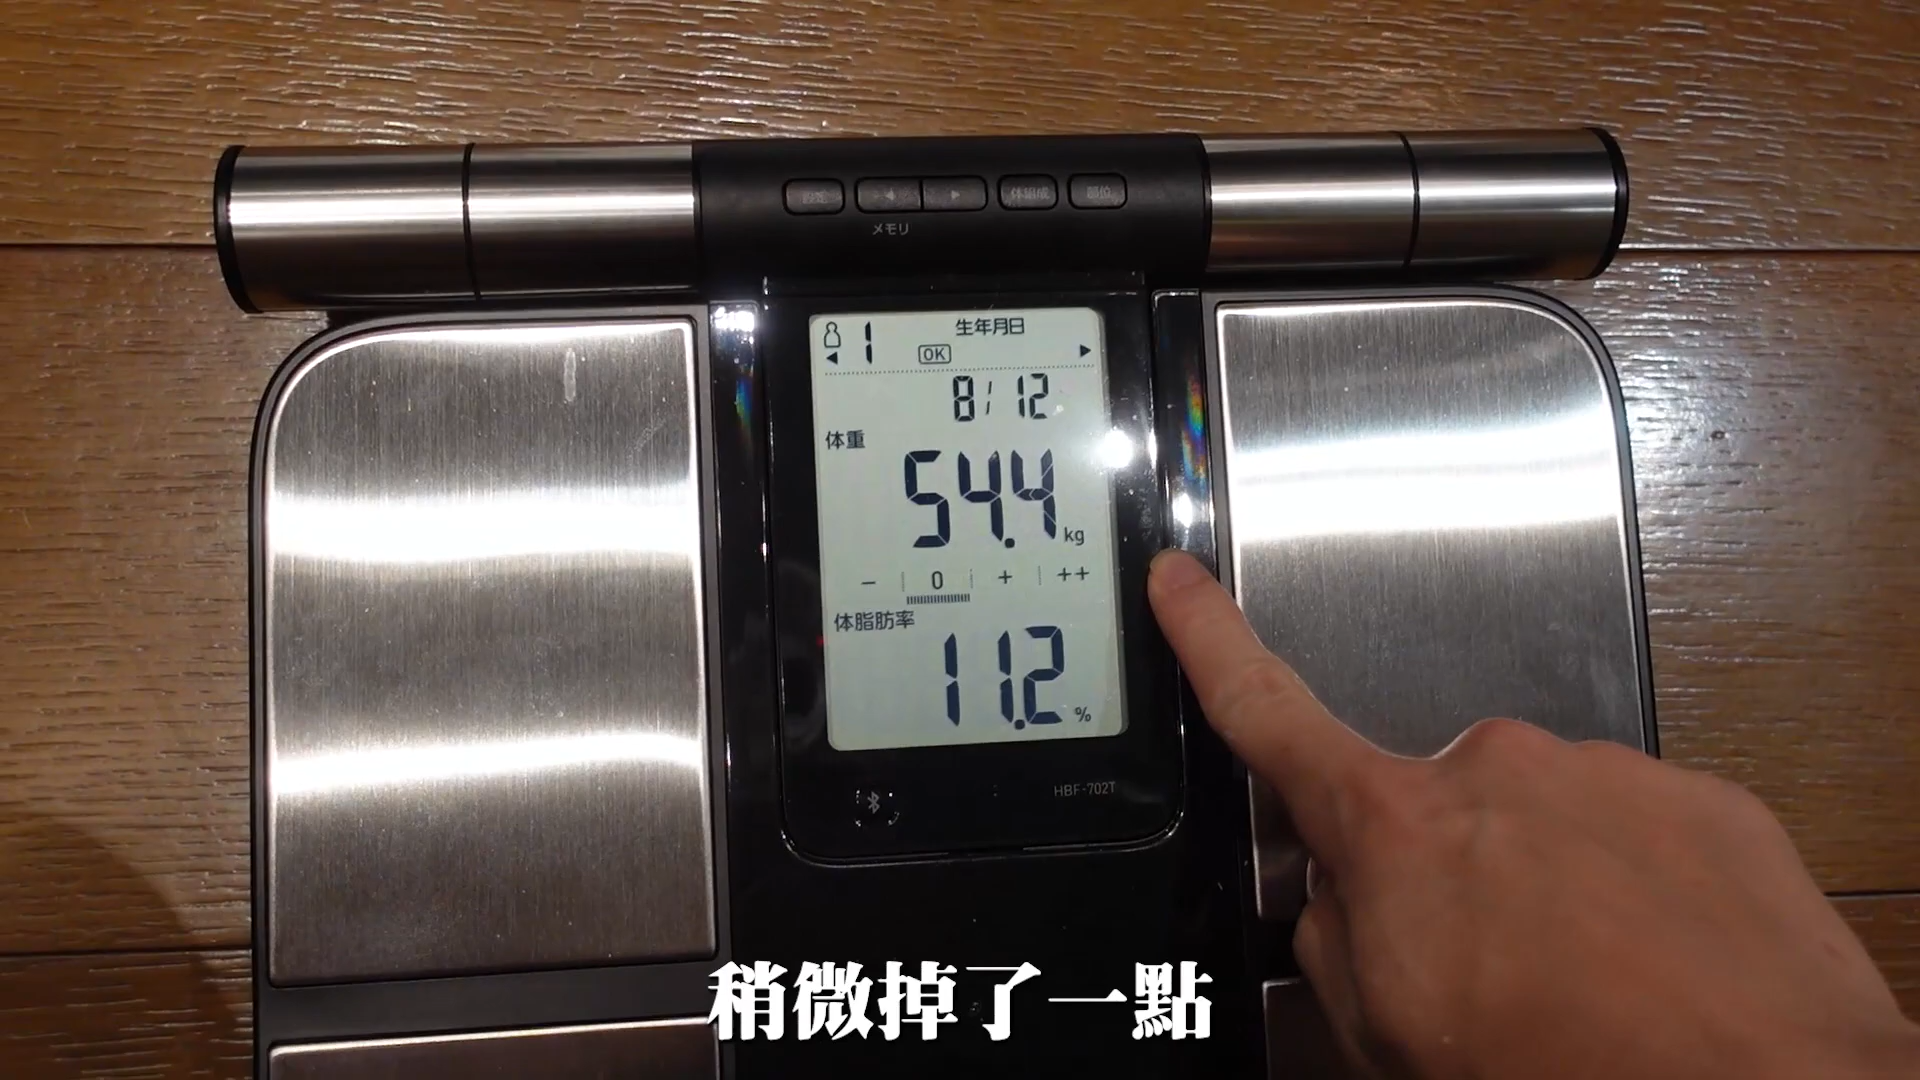 設定 ◀ ▶ 体組成 部位
メモリ
1 生年月日
◀ OK ▶
8/12
体重
54.4 kg
− 0 + ++
体脂肪率
11.2 %
HBF-702T
稍微掉了一點